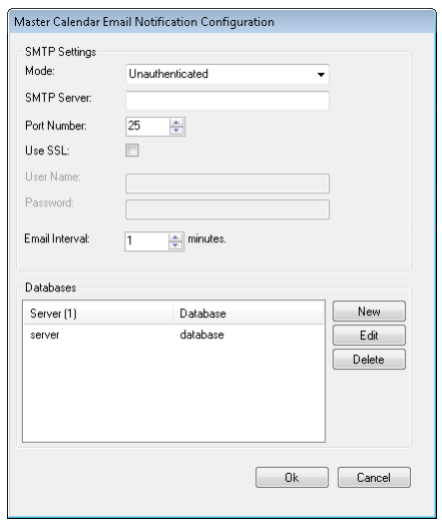 Master Calendar Email Notification Configuration
SMTP Settings
Mode: Unauthenticated
SMTP Server:
Port Number: 25
Use SSL:
User Name:
Password:
Email Interval: 1 minutes.
Databases
Server (1) Database New
server database Edit
Delete
Ok Cancel